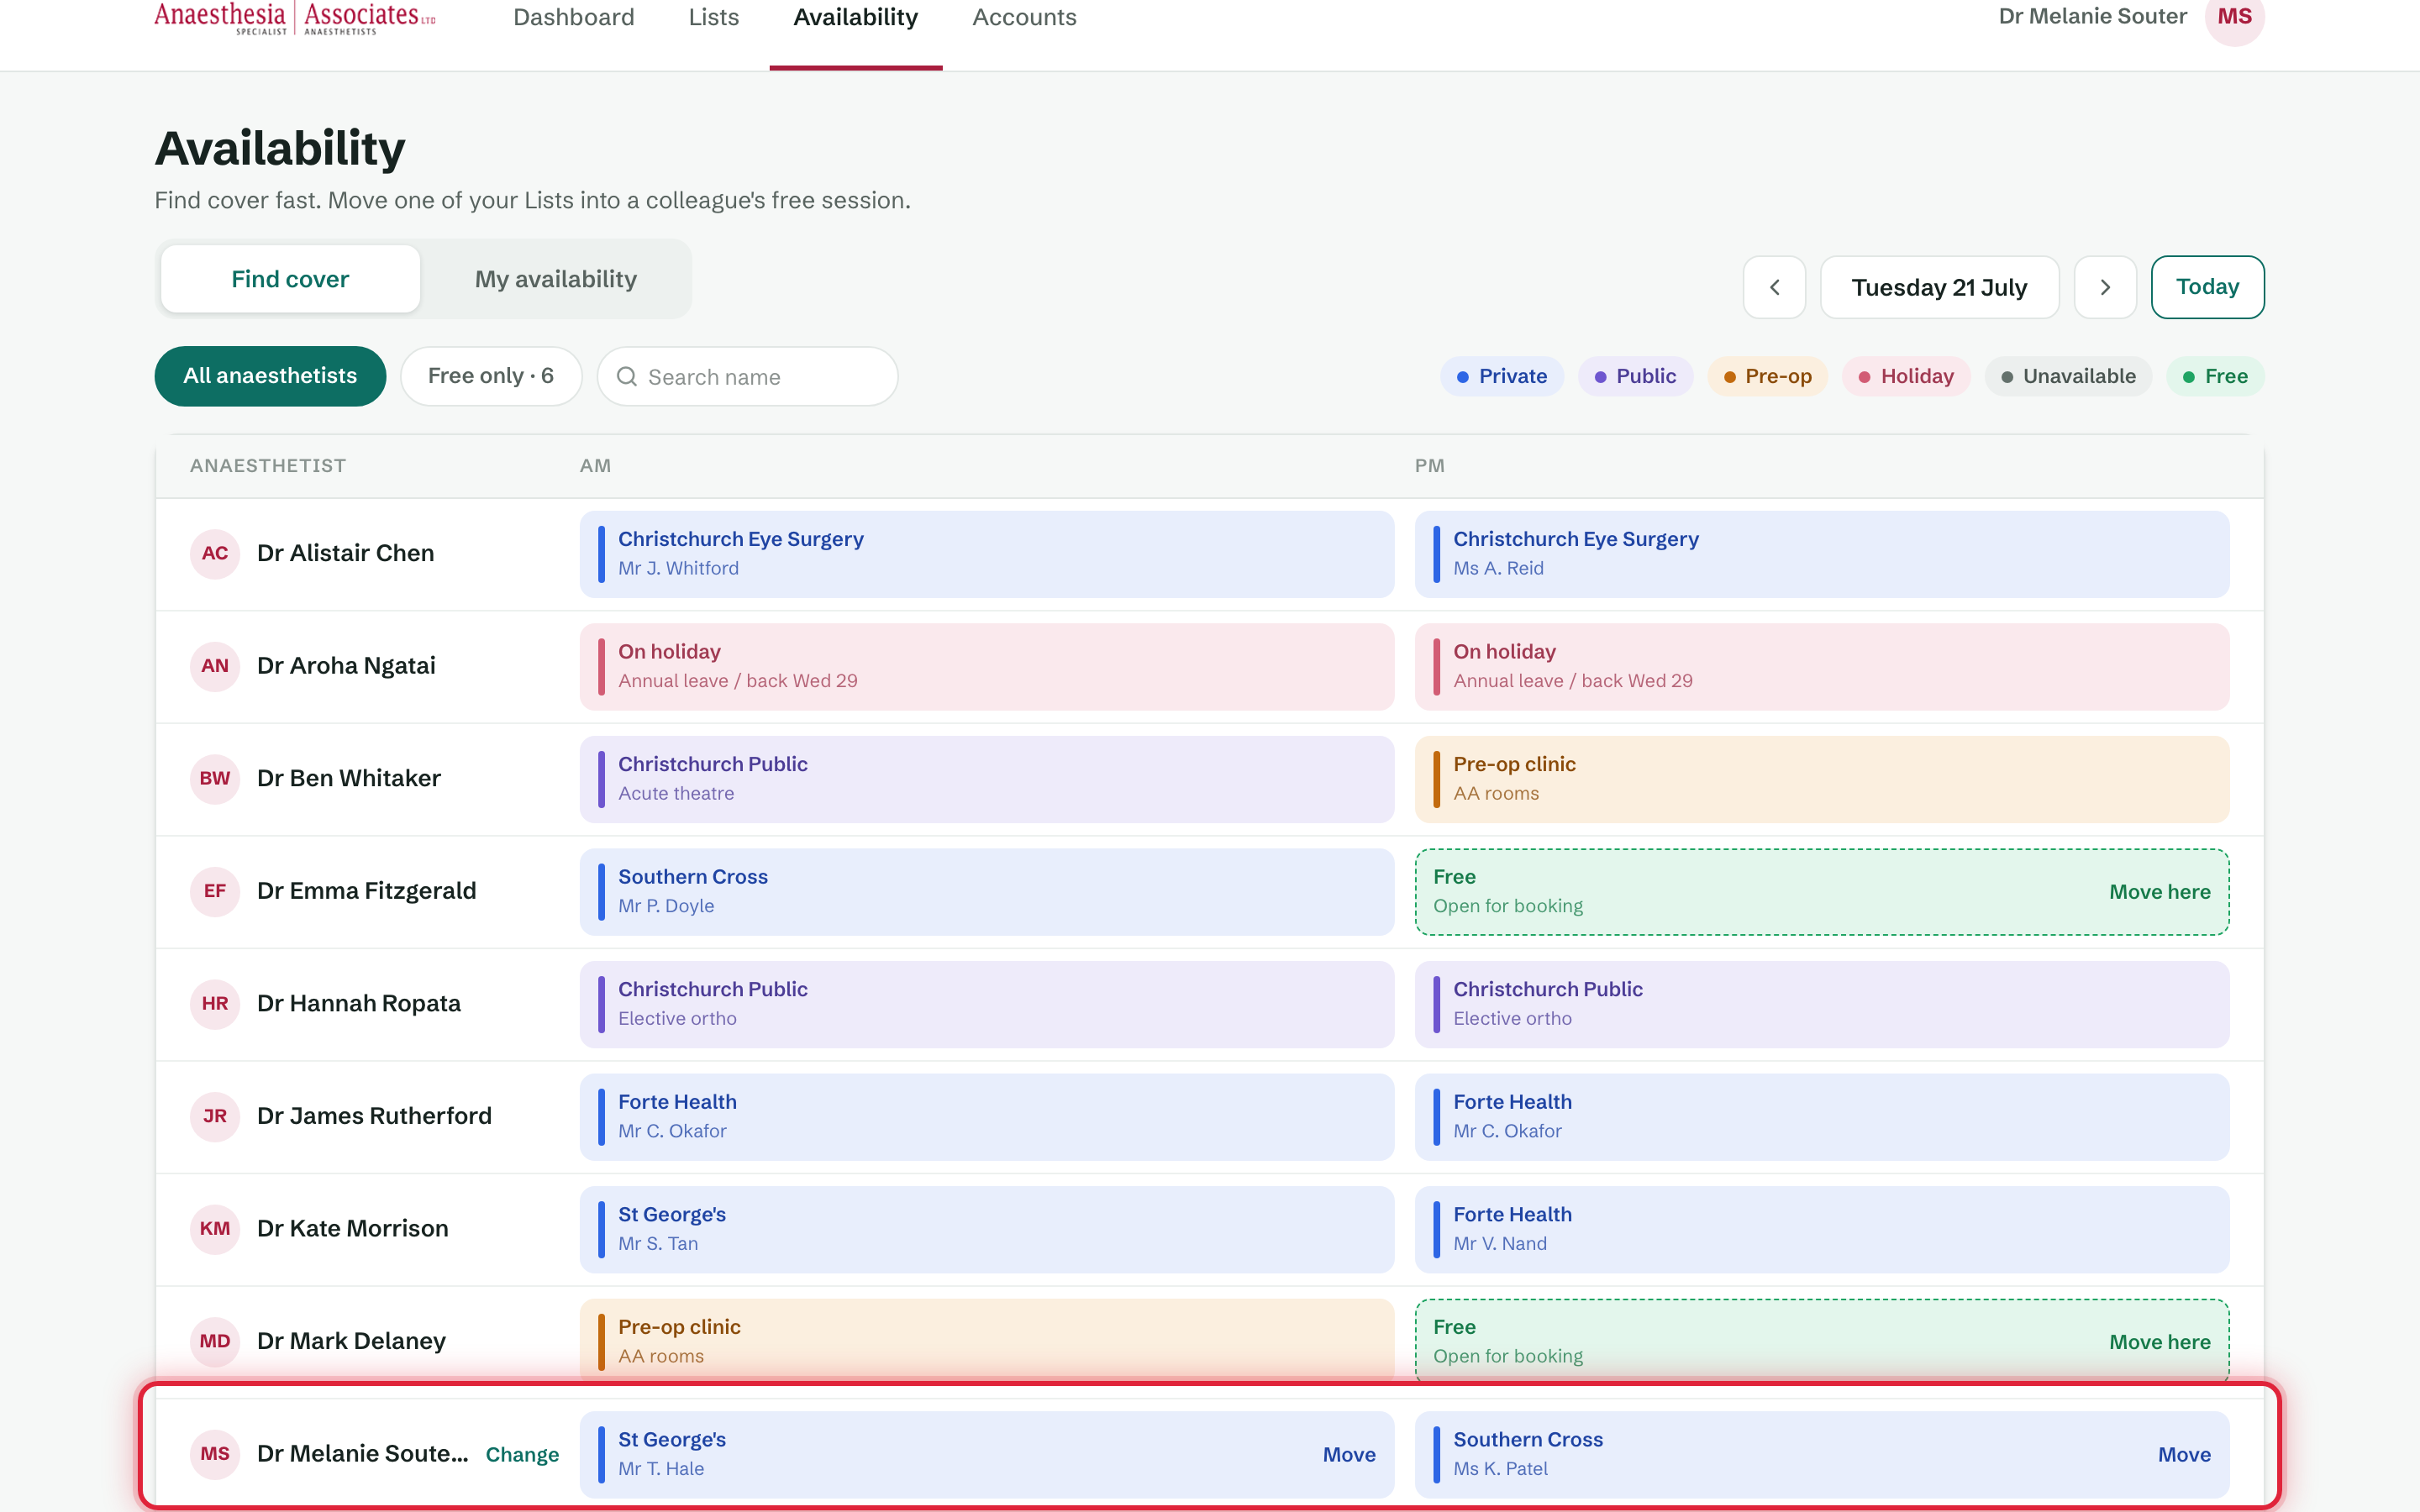 Anaesthesia Associates LTD
SPECIALIST ANAESTHETISTS
Dashboard Lists Availability Accounts
Dr Melanie Souter MS
Availability
Find cover fast. Move one of your Lists into a colleague's free session.
Find cover My availability
Tuesday 21 July Today
All anaesthetists Free only · 6 Search name
Private Public Pre-op Holiday Unavailable Free
ANAESTHETIST AM PM
AC Dr Alistair Chen
Christchurch Eye Surgery
Mr J. Whitford
Christchurch Eye Surgery
Ms A. Reid
AN Dr Aroha Ngatai
On holiday
Annual leave / back Wed 29
On holiday
Annual leave / back Wed 29
BW Dr Ben Whitaker
Christchurch Public
Acute theatre
Pre-op clinic
AA rooms
EF Dr Emma Fitzgerald
Southern Cross
Mr P. Doyle
Free
Open for booking
Move here
HR Dr Hannah Ropata
Christchurch Public
Elective ortho
Christchurch Public
Elective ortho
JR Dr James Rutherford
Forte Health
Mr C. Okafor
Forte Health
Mr C. Okafor
KM Dr Kate Morrison
St George's
Mr S. Tan
Forte Health
Mr V. Nand
MD Dr Mark Delaney
Pre-op clinic
AA rooms
Free
Open for booking
Move here
MS Dr Melanie Soute... Change
St George's
Mr T. Hale
Move
Southern Cross
Ms K. Patel
Move